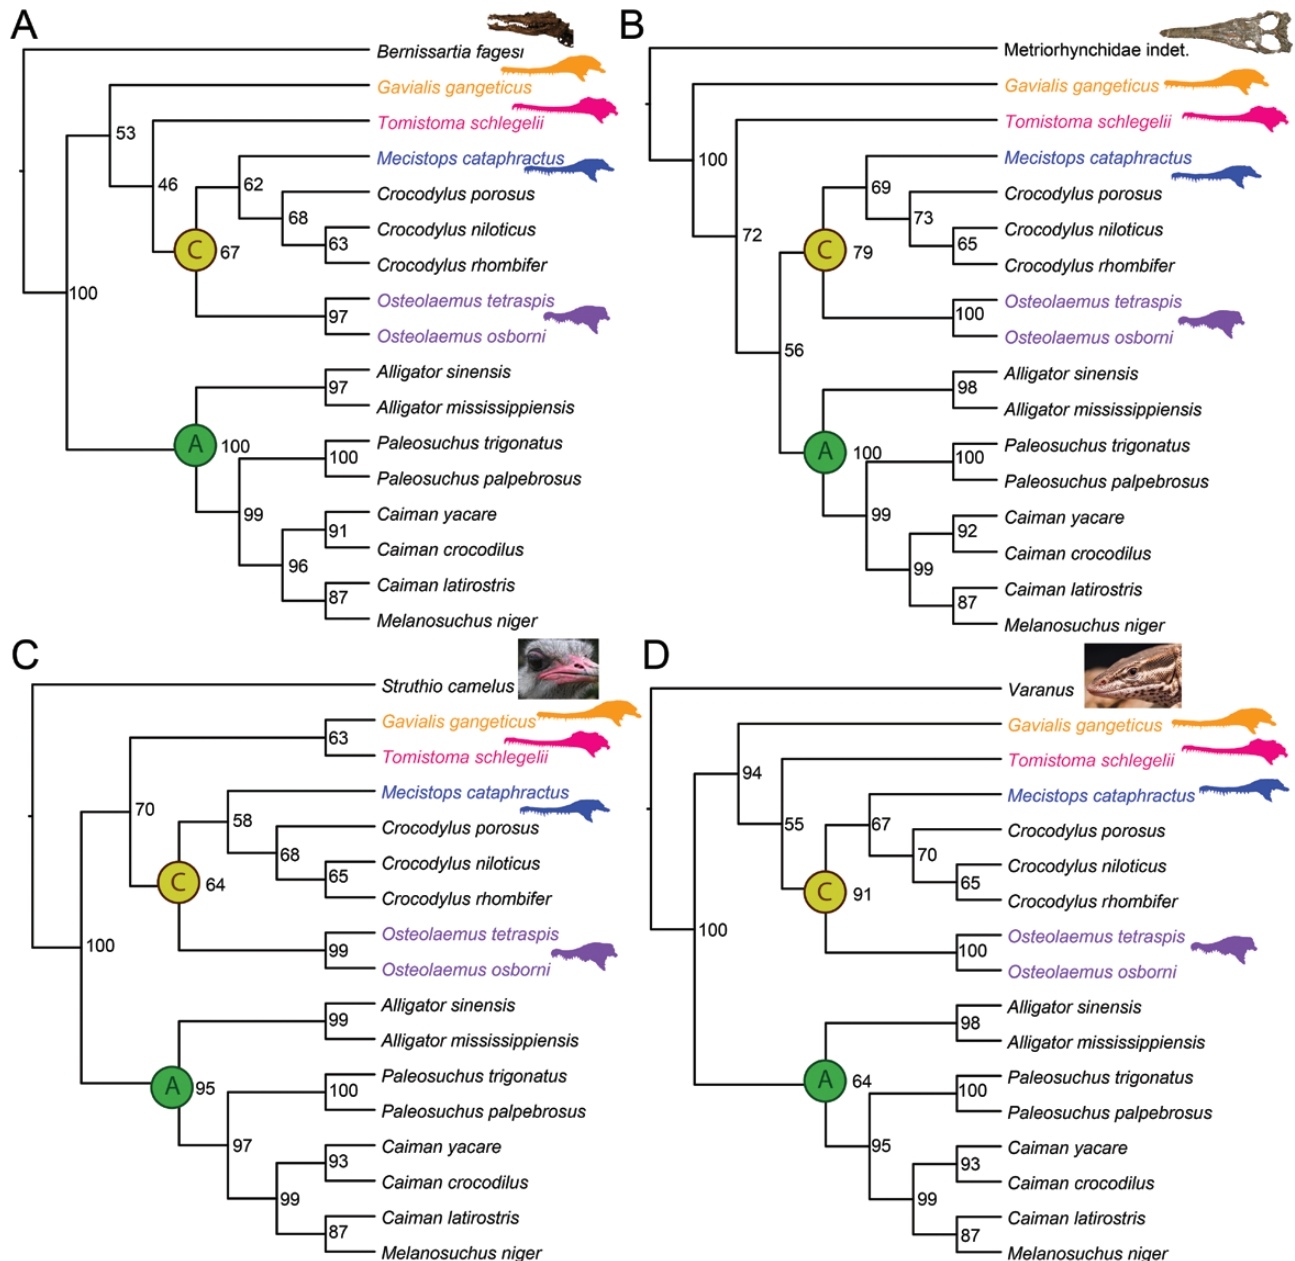 A
Bernissartia fagesi
Gavialis gangeticus
53
Tomistoma schlegelii
46
Mecistops cataphractus
62
Crocodylus porosus
68
Crocodylus niloticus
63
C
67
Crocodylus rhombifer
100
Osteolaemus tetraspis
97
Osteolaemus osborni
Alligator sinensis
97
Alligator mississippiensis
A
100
Paleosuchus trigonatus
100
Paleosuchus palpebrosus
99
Caiman yacare
91
Caiman crocodilus
96
Caiman latirostris
87
Melanosuchus niger
B
Metriorhynchidae indet.
Gavialis gangeticus
Tomistoma schlegelii
100
Mecistops cataphractus
69
Crocodylus porosus
73
Crocodylus niloticus
72
65
C
79
Crocodylus rhombifer
Osteolaemus tetraspis
100
Osteolaemus osborni
56
Alligator sinensis
98
Alligator mississippiensis
Paleosuchus trigonatus
A
100
100
Paleosuchus palpebrosus
99
Caiman yacare
92
Caiman crocodilus
99
Caiman latirostris
87
Melanosuchus niger
C
Struthio camelus
Gavialis gangeticus
63
Tomistoma schlegelii
Mecistops cataphractus
70
58
Crocodylus porosus
68
Crocodylus niloticus
65
C
64
Crocodylus rhombifer
Osteolaemus tetraspis
100
99
Osteolaemus osborni
Alligator sinensis
99
Alligator mississippiensis
Paleosuchus trigonatus
A
95
100
Paleosuchus palpebrosus
97
Caiman yacare
93
Caiman crocodilus
99
Caiman latirostris
87
Melanosuchus niger
D
Varanus
Gavialis gangeticus
Tomistoma schlegelii
94
Mecistops cataphractus
55
67
Crocodylus porosus
70
Crocodylus niloticus
65
C
91
Crocodylus rhombifer
100
Osteolaemus tetraspis
100
Osteolaemus osborni
Alligator sinensis
98
Alligator mississippiensis
Paleosuchus trigonatus
A
64
100
Paleosuchus palpebrosus
95
Caiman yacare
93
Caiman crocodilus
99
Caiman latirostris
87
Melanosuchus niger